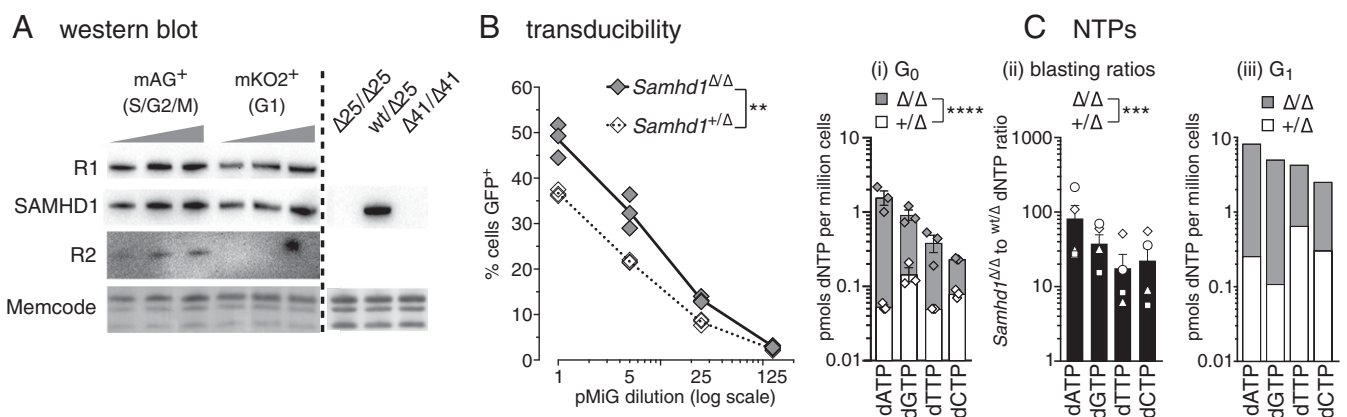 A western blot
mAG+
(S/G2/M)
mKO2+
(G1)
Δ25/Δ25
wt/Δ25
Δ41/Δ41
R1
SAMHD1
R2
Memcode
B transducibility
% cells GFP+
60
50
40
30
20
10
0
Samhd1Δ/Δ
Samhd1+/Δ
**
1
5
25
125
pMiG dilution (log scale)
C NTPs
(i) G0
Δ/Δ
+/Δ
****
pmols dNTP per million cells
10
1
0.1
0.01
dATP
dGTP
dTTP
dCTP
(ii) blasting ratios
Δ/Δ
+/Δ
***
Samhd1Δ/Δ to wt/Δ dNTP ratio
1000
100
10
1
dATP
dGTP
dTTP
dCTP
(iii) G1
Δ/Δ
+/Δ
pmols dNTP per million cells
10
1
0.1
0.01
dATP
dGTP
dTTP
dCTP